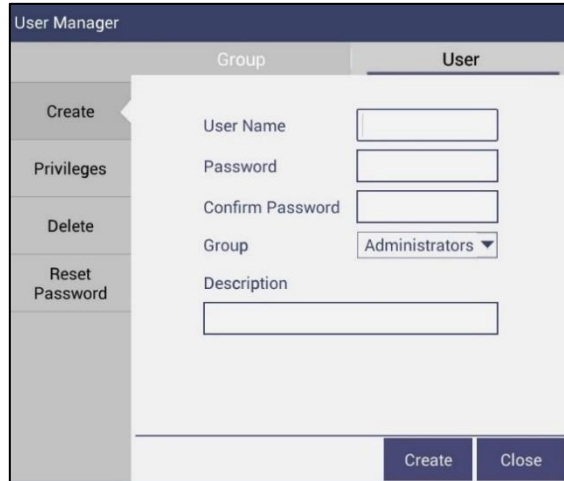 User Manager
Group User
Create
Privileges
Delete
Reset
Password
User Name
Password
Confirm Password
Group Administrators
Description
Create Close